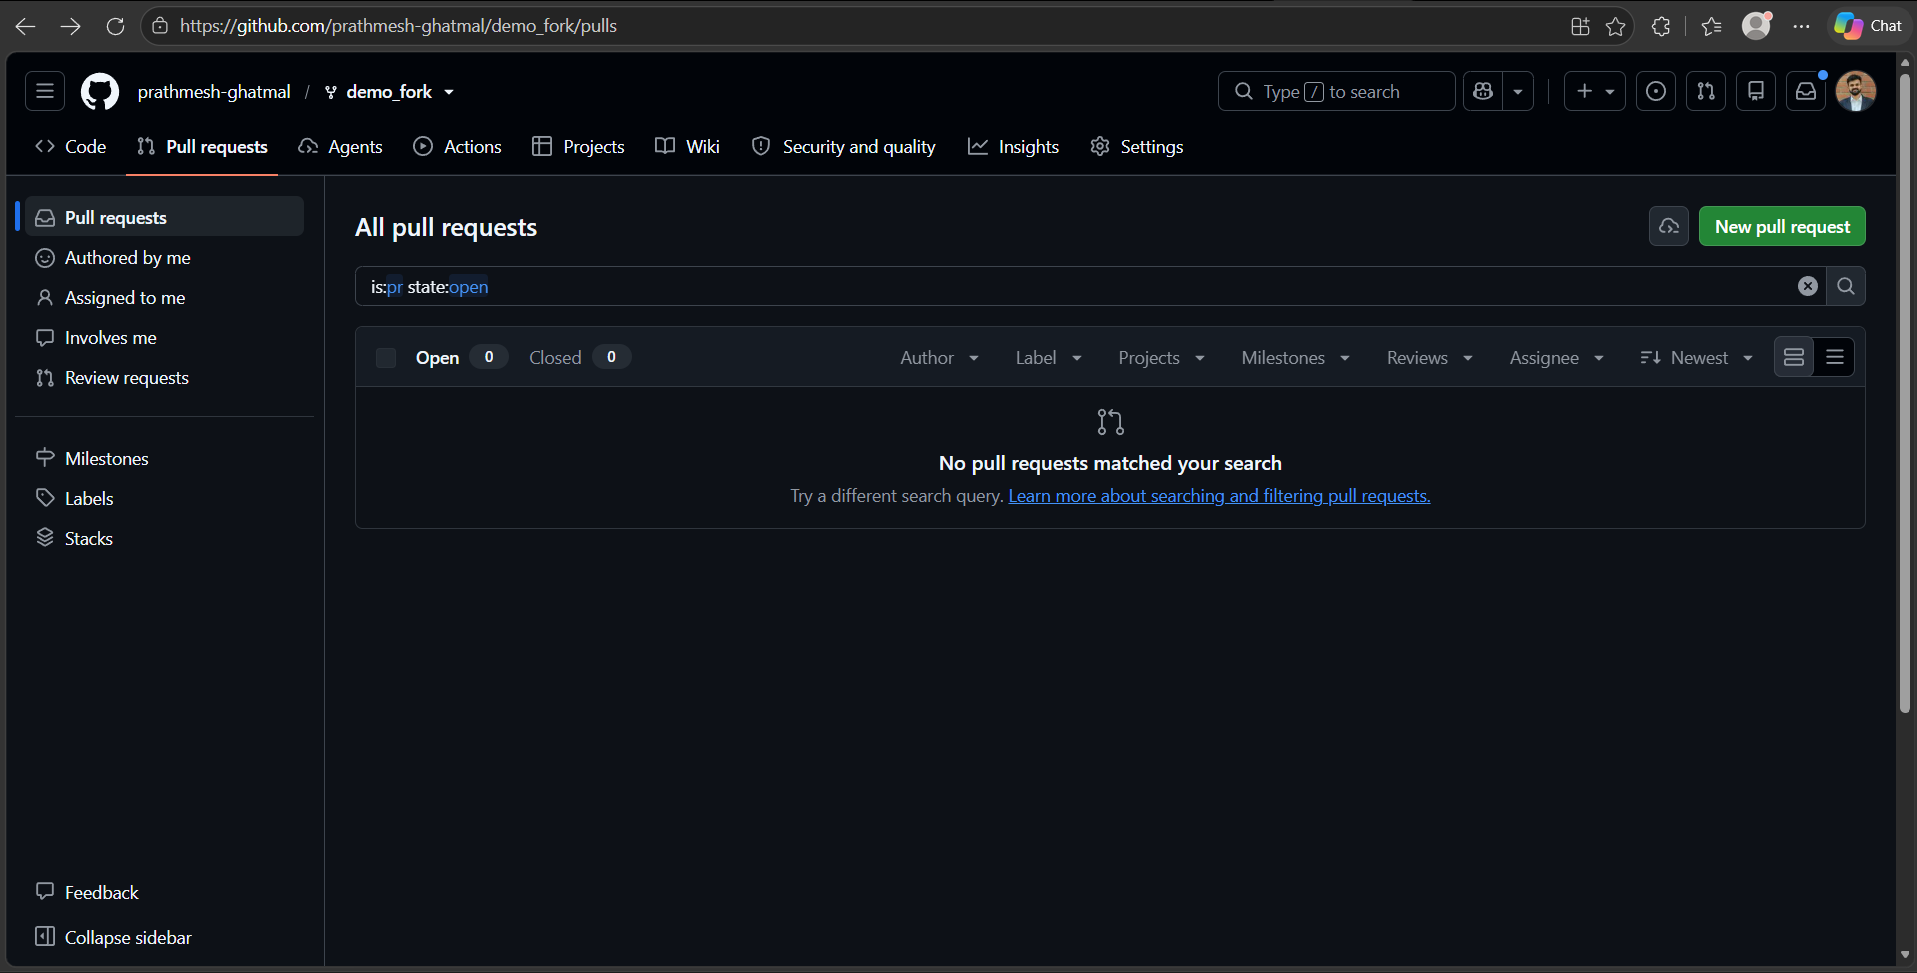 https://github.com/prathmesh-ghatmal/demo_fork/pulls
Chat
prathmesh-ghatmal / demo_fork
Type / to search
Code
Pull requests
Agents
Actions
Projects
Wiki
Security and quality
Insights
Settings
Pull requests
Authored by me
Assigned to me
Involves me
Review requests
Milestones
Labels
Stacks
Feedback
Collapse sidebar
All pull requests
New pull request
is:pr state:open
Open 0 Closed 0
Author
Label
Projects
Milestones
Reviews
Assignee
Newest
No pull requests matched your search
Try a different search query. Learn more about searching and filtering pull requests.